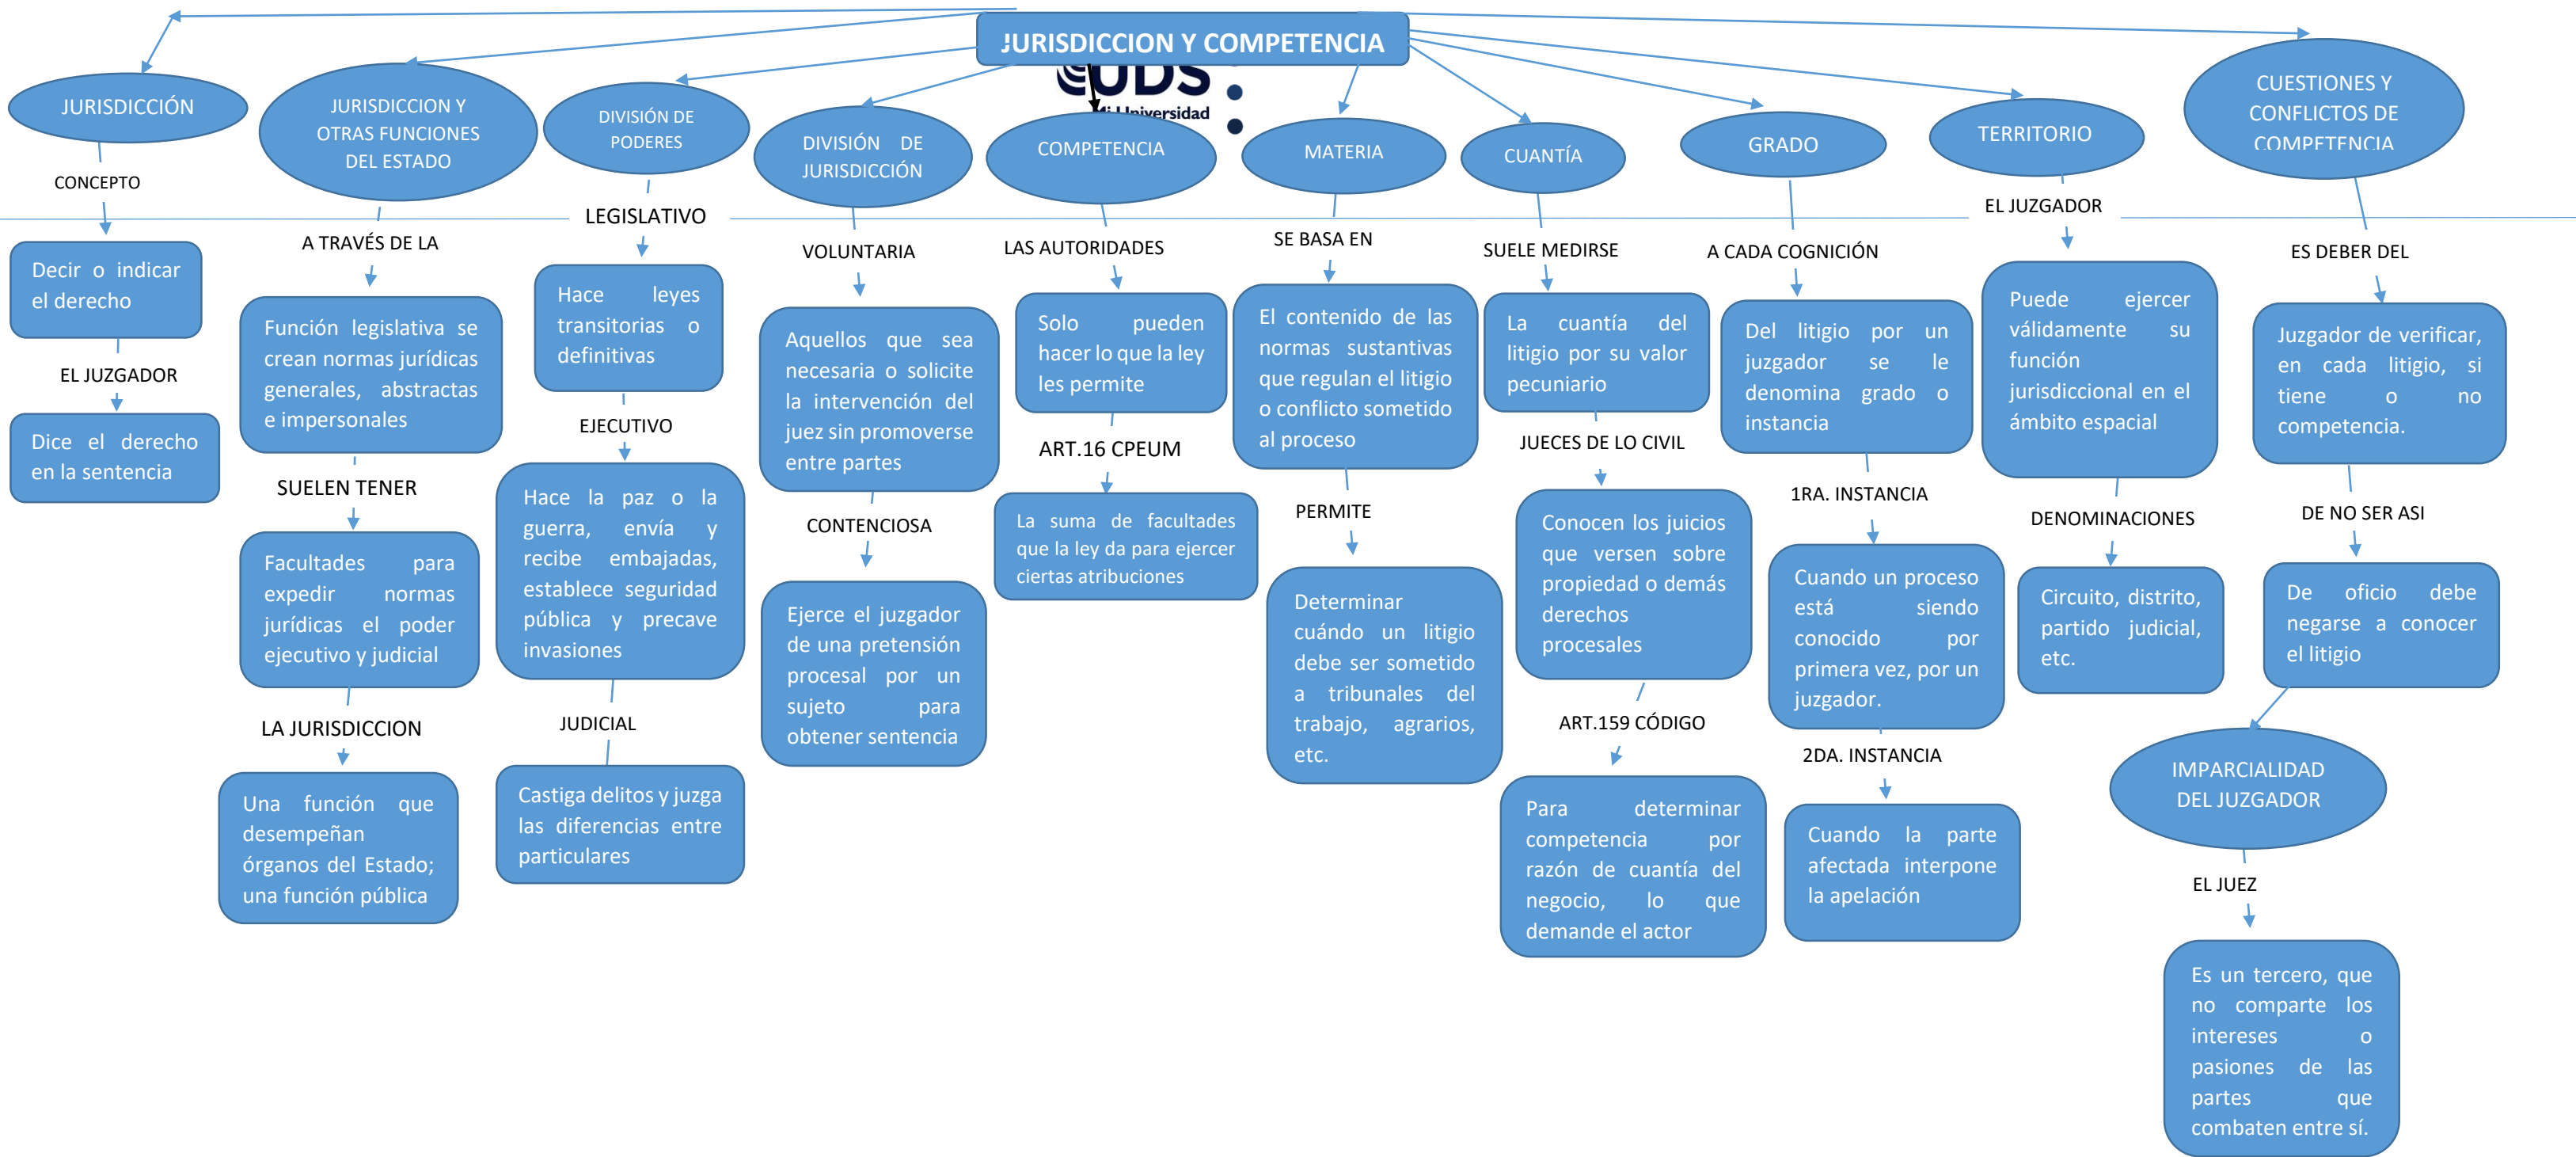 JURISDICCION Y COMPETENCIA
UDS
Mi Universidad
JURISDICCIÓN
CONCEPTO
Decir o indicar
el derecho
EL JUZGADOR
Dice el derecho
en la sentencia
JURISDICCION Y
OTRAS FUNCIONES
DEL ESTADO
A TRAVÉS DE LA
Función legislativa se
crean normas jurídicas
generales, abstractas
e impersonales
SUELEN TENER
Facultades para
expedir normas
jurídicas el poder
ejecutivo y judicial
LA JURISDICCION
Una función que
desempeñan
órganos del Estado;
una función pública
DIVISIÓN DE
PODERES
LEGISLATIVO
Hace leyes
transitorias o
definitivas
EJECUTIVO
Hace la paz o la
guerra, envía y
recibe embajadas,
establece seguridad
pública y precave
invasiones
JUDICIAL
Castiga delitos y juzga
las diferencias entre
particulares
DIVISIÓN DE
JURISDICCIÓN
VOLUNTARIA
Aquellos que sea
necesaria o solicite
la intervención del
juez sin promoverse
entre partes
CONTENCIOSA
Ejerce el juzgador
de una pretensión
procesal por un
sujeto para
obtener sentencia
COMPETENCIA
LAS AUTORIDADES
Solo pueden
hacer lo que la ley
les permite
ART.16 CPEUM
La suma de facultades
que la ley da para ejercer
ciertas atribuciones
MATERIA
SE BASA EN
El contenido de las
normas sustantivas
que regulan el litigio
o conflicto sometido
al proceso
PERMITE
Determinar
cuándo un litigio
debe ser sometido
a tribunales del
trabajo, agrarios,
etc.
CUANTÍA
SUELE MEDIRSE
La cuantía del
litigio por su valor
pecuniario
JUECES DE LO CIVIL
Conocen los juicios
que versen sobre
propiedad o demás
derechos
procesales
ART.159 CÓDIGO
Para determinar
competencia por
razón de cuantía del
negocio, lo que
demande el actor
GRADO
A CADA COGNICIÓN
Del litigio por un
juzgador se le
denomina grado o
instancia
1RA. INSTANCIA
Cuando un proceso
está siendo
conocido por
primera vez, por un
juzgador.
2DA. INSTANCIA
Cuando la parte
afectada interpone
la apelación
TERRITORIO
EL JUZGADOR
Puede ejercer
válidamente su
función
jurisdiccional en el
ámbito espacial
DENOMINACIONES
Circuito, distrito,
partido judicial,
etc.
CUESTIONES Y
CONFLICTOS DE
COMPETENCIA
ES DEBER DEL
Juzgador de verificar,
en cada litigio, si
tiene o no
competencia.
DE NO SER ASI
De oficio debe
negarse a conocer
el litigio
IMPARCIALIDAD
DEL JUZGADOR
EL JUEZ
Es un tercero, que
no comparte los
intereses o
pasiones de las
partes que
combaten entre sí.